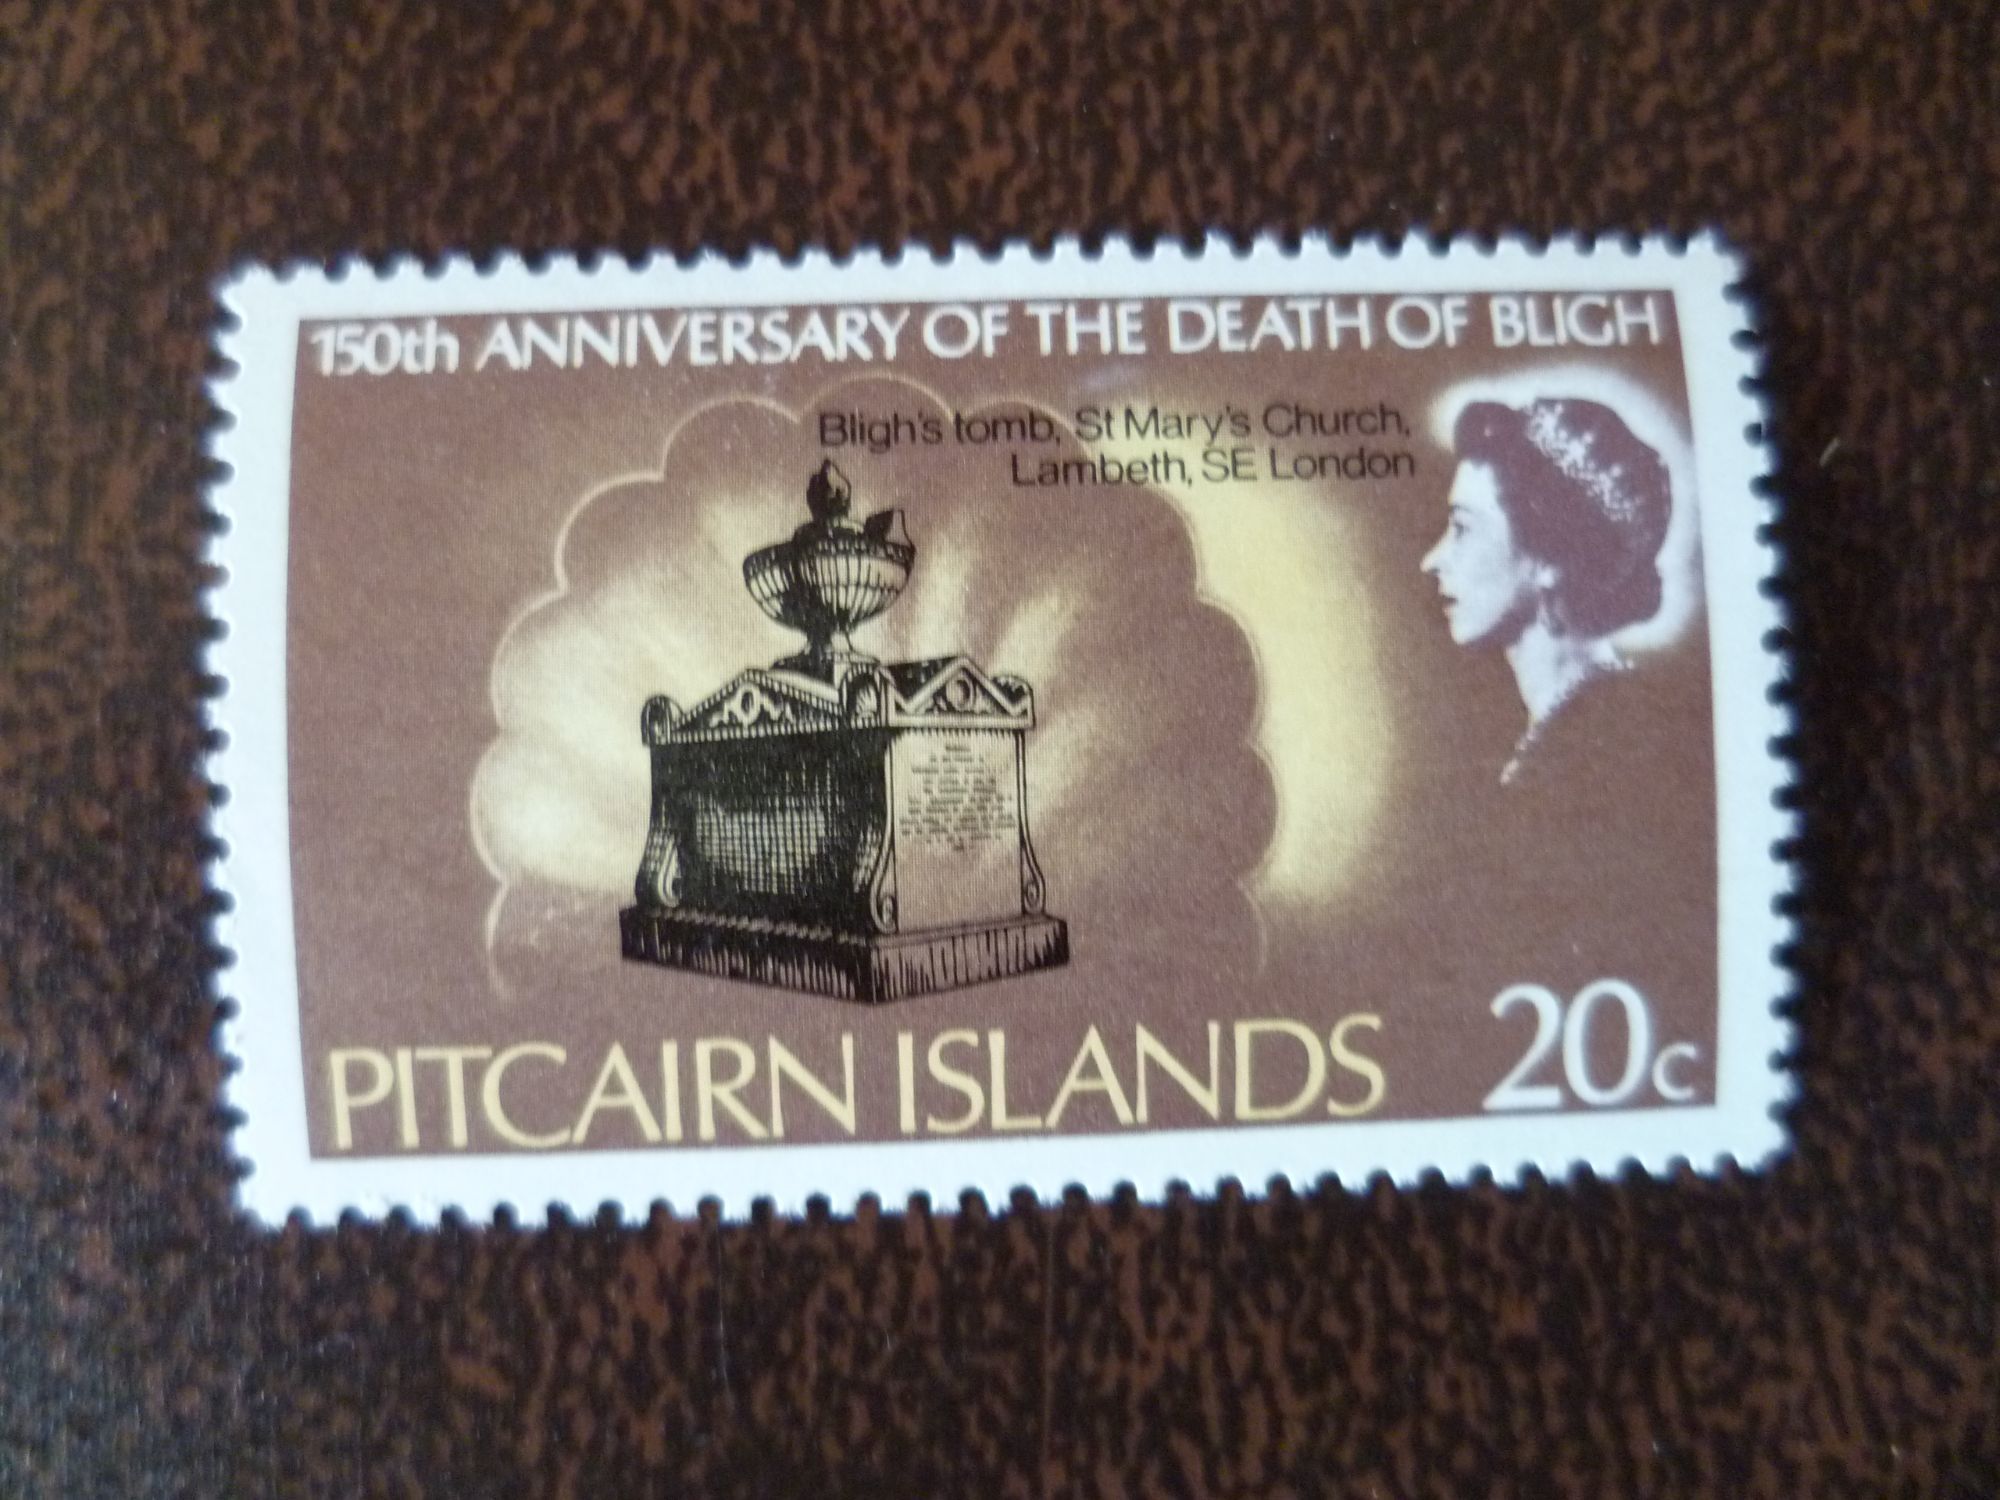 150th ANNIVERSARY OF THE DEATH OF BLIGH
Bligh's tomb, St Mary's Church,
Lambeth, SE London
PITCAIRN ISLANDS
20c